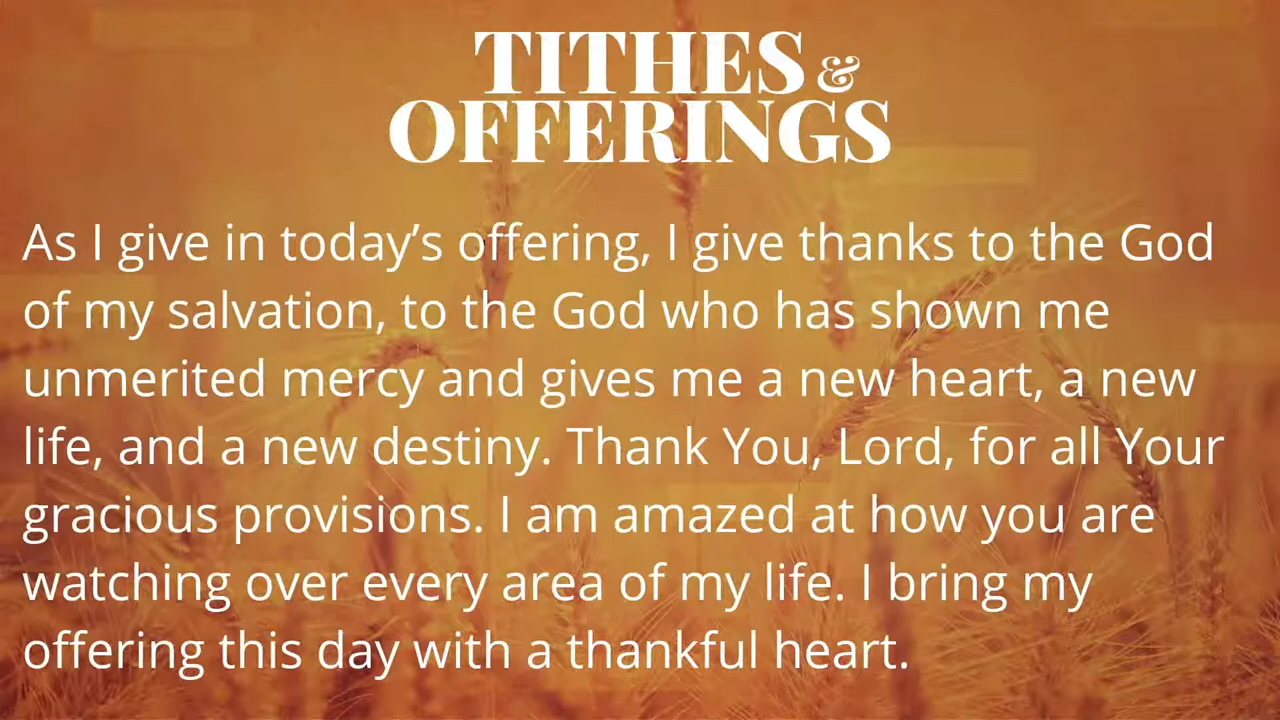 TITHES &
OFFERINGS
As I give in today’s offering, I give thanks to the God
of my salvation, to the God who has shown me
unmerited mercy and gives me a new heart, a new
life, and a new destiny. Thank You, Lord, for all Your
gracious provisions. I am amazed at how you are
watching over every area of my life. I bring my
offering this day with a thankful heart.